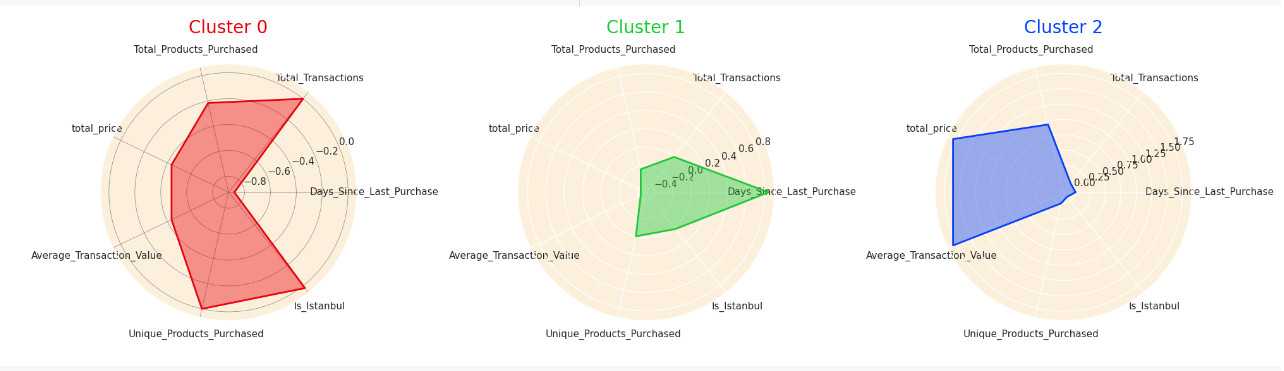 Cluster 0
Total_Products_Purchased
Total_Transactions
total_price
0.0
−0.2
−0.4
−0.6
−0.8
Days_Since_Last_Purchase
Average_Transaction_Value
Is_Istanbul
Unique_Products_Purchased
Cluster 1
Total_Products_Purchased
Total_Transactions
total_price
0.8
0.6
0.4
0.2
0.0
−0.2
−0.4
Days_Since_Last_Purchase
Average_Transaction_Value
Is_Istanbul
Unique_Products_Purchased
Cluster 2
Total_Products_Purchased
Total_Transactions
total_price
1.75
1.50
1.25
1.00
0.75
0.50
0.25
0.00
Days_Since_Last_Purchase
Average_Transaction_Value
Is_Istanbul
Unique_Products_Purchased